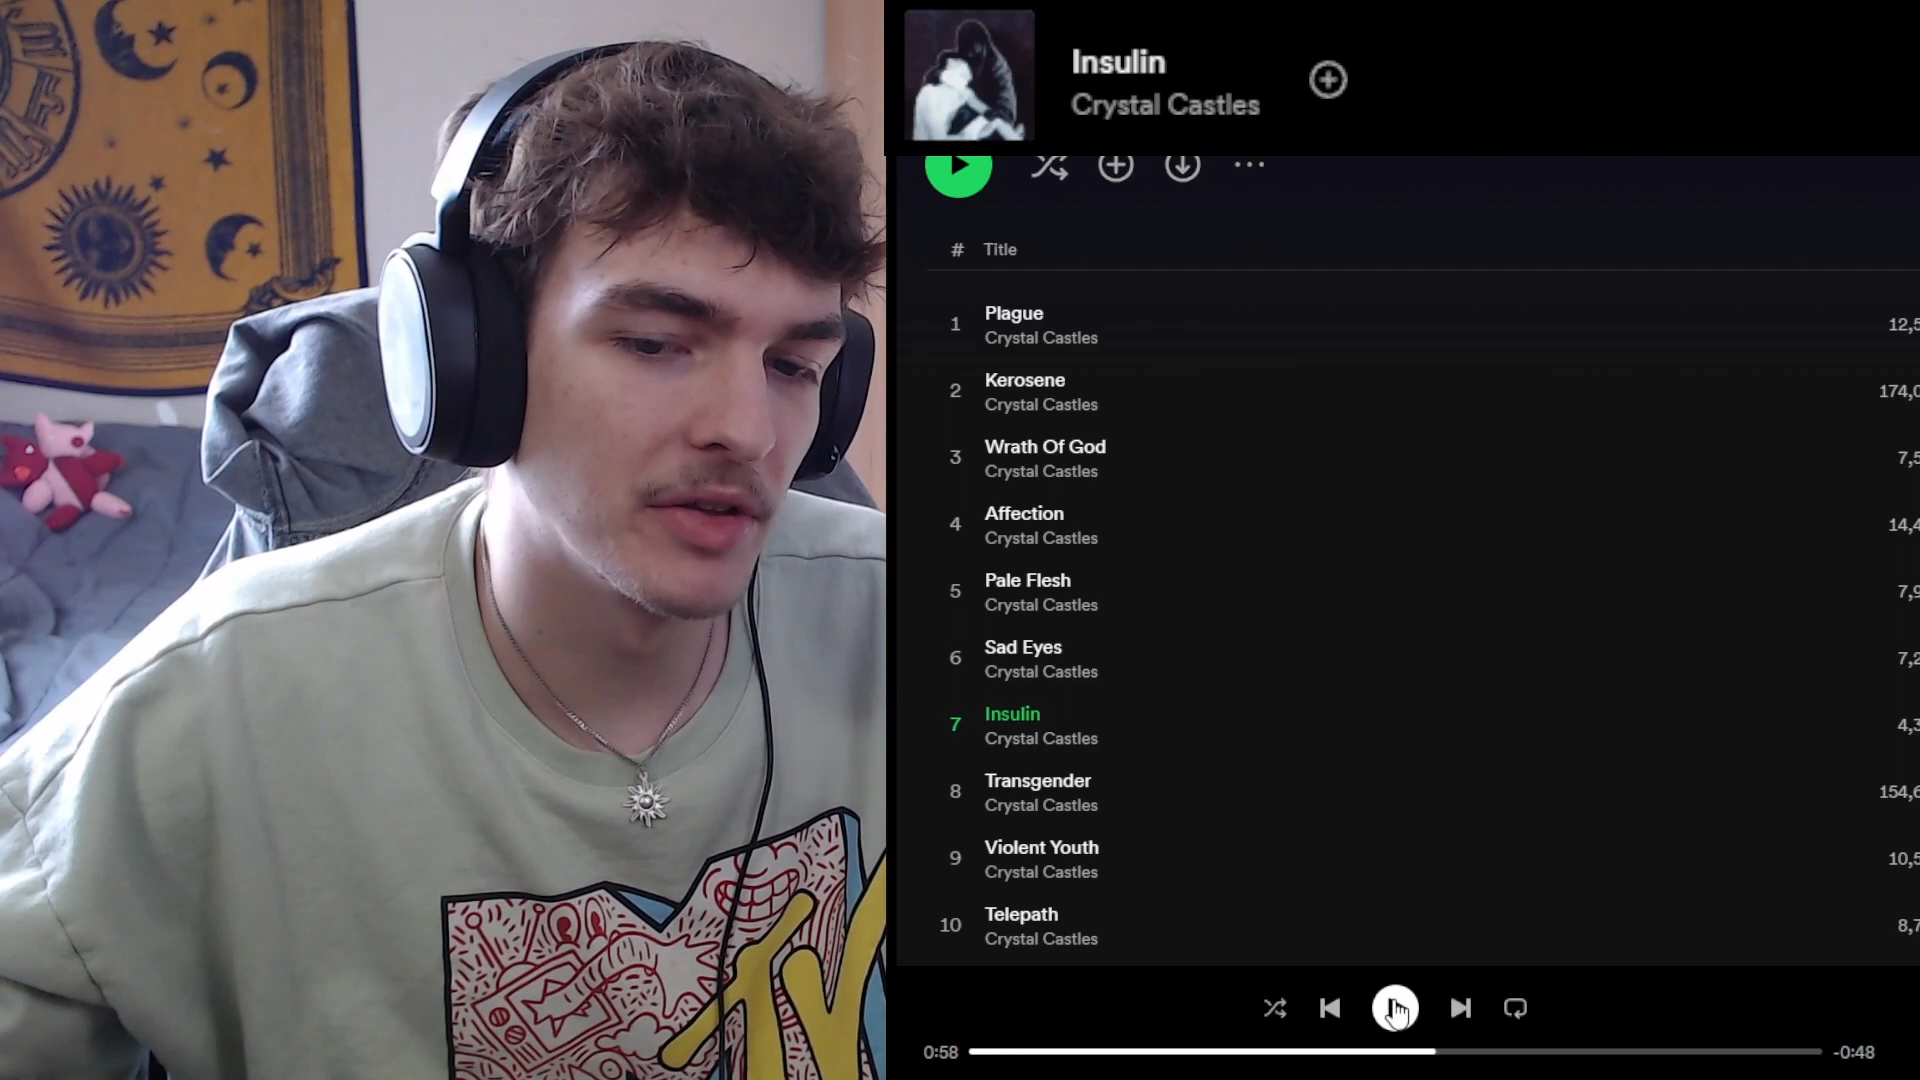 Insulin
Crystal Castles
# Title
1 Plague 12,5
Crystal Castles
2 Kerosene 174,0
Crystal Castles
3 Wrath Of God 7,5
Crystal Castles
4 Affection 14,4
Crystal Castles
5 Pale Flesh 7,9
Crystal Castles
6 Sad Eyes 7,2
Crystal Castles
7 Insulin 4,3
Crystal Castles
8 Transgender 154,6
Crystal Castles
9 Violent Youth 10,5
Crystal Castles
10 Telepath 8,7
Crystal Castles
0:58 -0:48
MTV